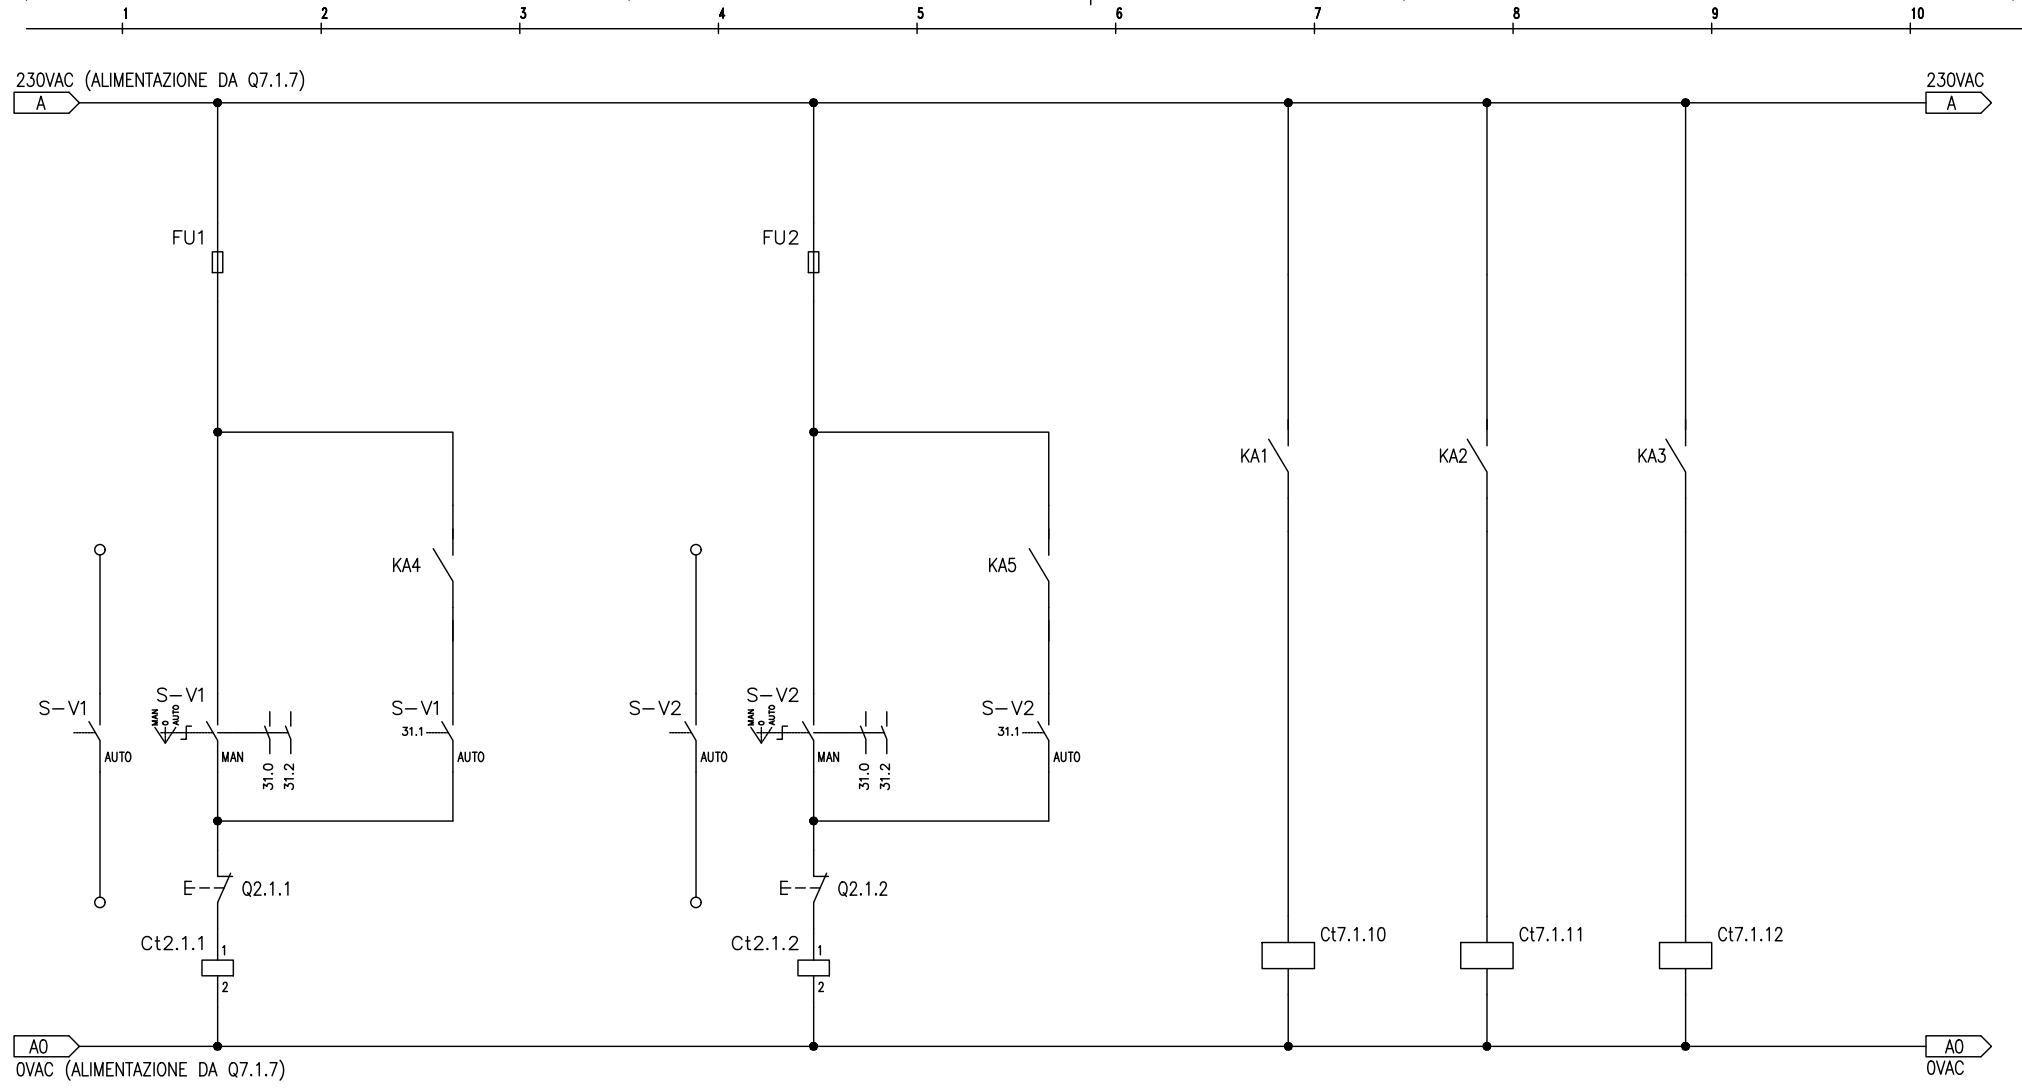 1 2 3 4 5 6 7 8 9 10
230VAC (ALIMENTAZIONE DA Q7.1.7)
230VAC
A
A
FU1
FU2
KA1
KA2
KA3
KA4
KA5
S-V1
S-V1
MAN
0
AUTO
S-V1
31.1
AUTO
MAN
31.0
31.2
AUTO
S-V2
S-V2
MAN
0
AUTO
S-V2
31.1
AUTO
MAN
31.0
31.2
AUTO
E
Q2.1.1
E
Q2.1.2
Ct2.1.1
1
2
Ct2.1.2
1
2
Ct7.1.10
Ct7.1.11
Ct7.1.12
A0
A0
0VAC (ALIMENTAZIONE DA Q7.1.7)
0VAC